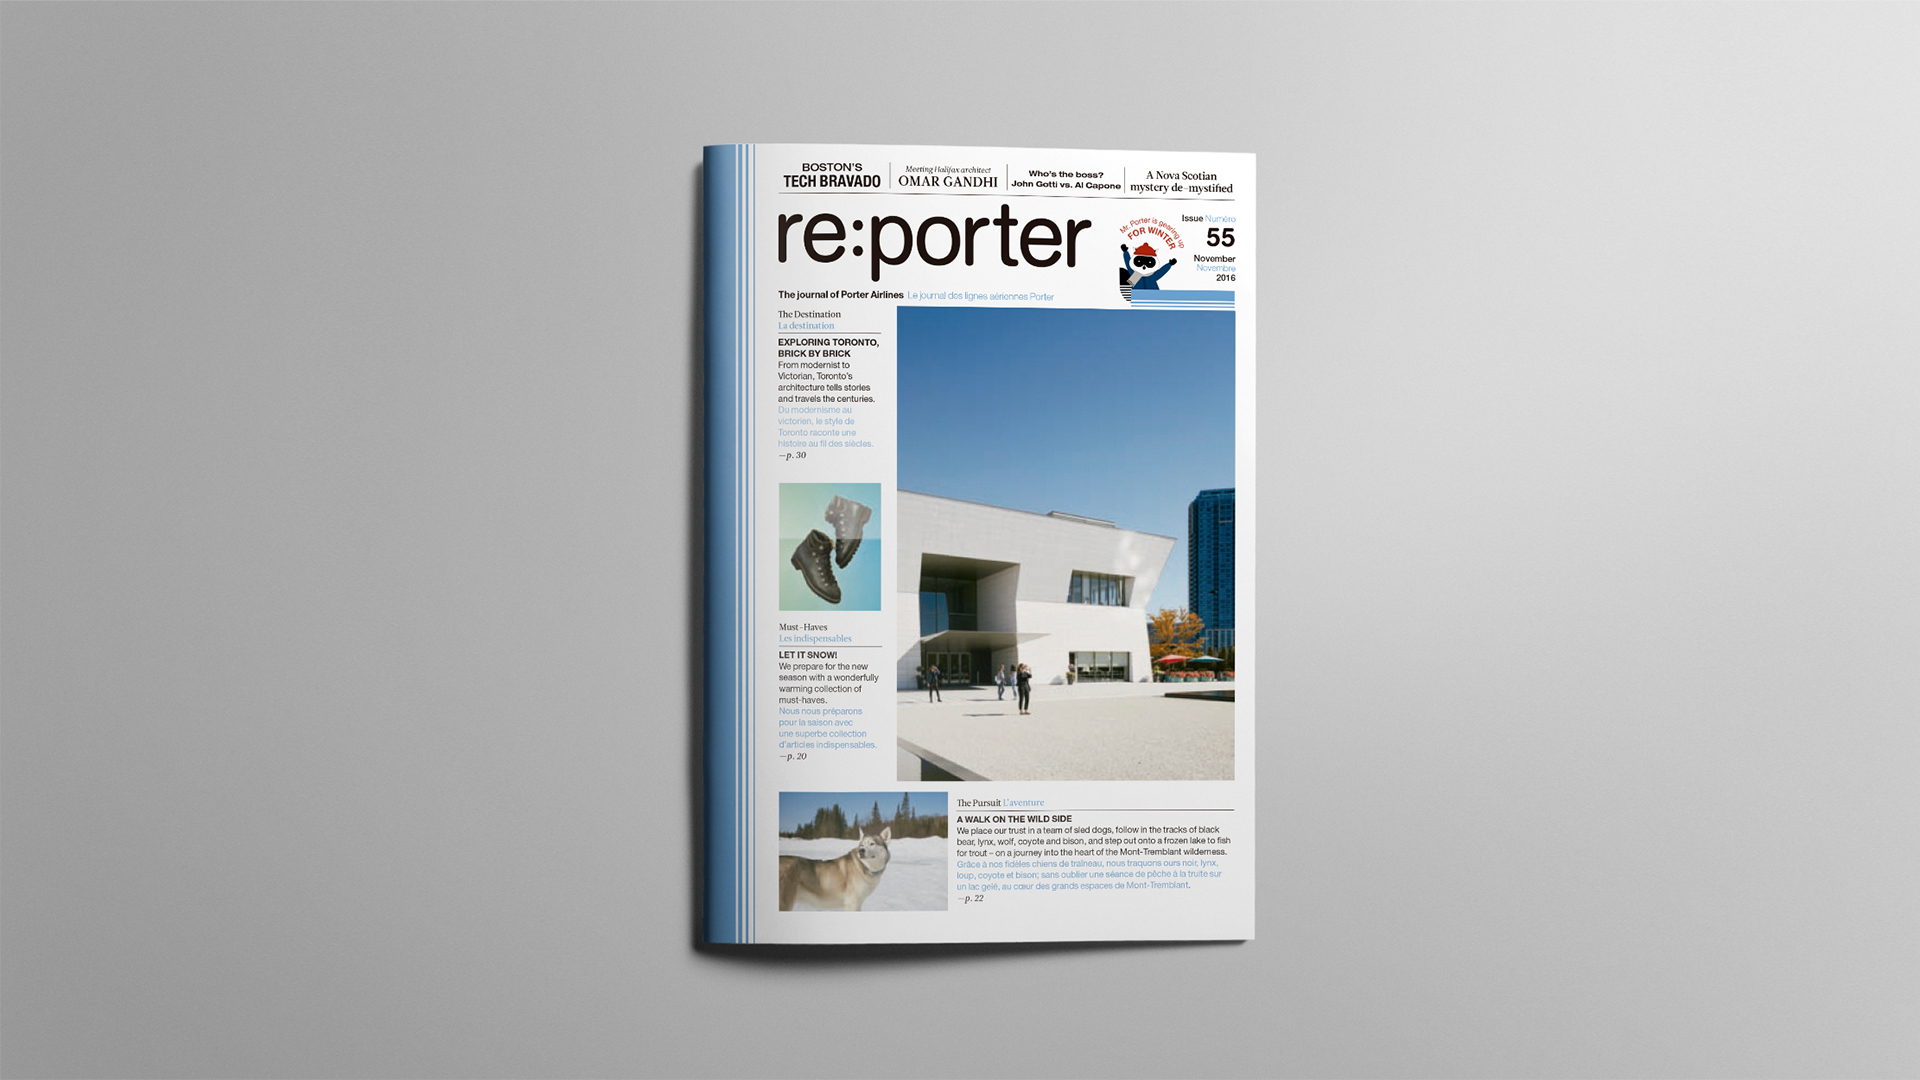 BOSTON'S
TECH BRAVADO
Meeting Halifax architect
OMAR GANDHI
Who's the boss?
John Gotti vs. Al Capone
A Nova Scotian
mystery de-mystified
re:porter
Mr. Porter is gearing up
FOR WINTER
Issue Numéro
55
November
Novembre
2016
The journal of Porter Airlines Le journal des lignes aériennes Porter
The Destination
La destination
EXPLORING TORONTO,
BRICK BY BRICK
From modernist to
Victorian, Toronto's
architecture tells stories
and travels the centuries.
Du modernisme au
victorien, le style de
Toronto raconte une
histoire au fil des siècles.
—p. 30
Must-Haves
Les indispensables
LET IT SNOW!
We prepare for the new
season with a wonderfully
warming collection of
must-haves.
Nous nous préparons
pour la saison avec
une superbe collection
d'articles indispensables.
—p. 20
The Pursuit L'aventure
A WALK ON THE WILD SIDE
We place our trust in a team of sled dogs, follow in the tracks of black
bear, lynx, wolf, coyote and bison, and step out onto a frozen lake to fish
for trout – on a journey into the heart of the Mont-Tremblant wilderness.
Grâce à nos fidèles chiens de traîneau, nous traquons ours noir, lynx,
loup, coyote et bison; sans oublier une séance de pêche à la truite sur
un lac gelé, au cœur des grands espaces de Mont-Tremblant.
—p. 22